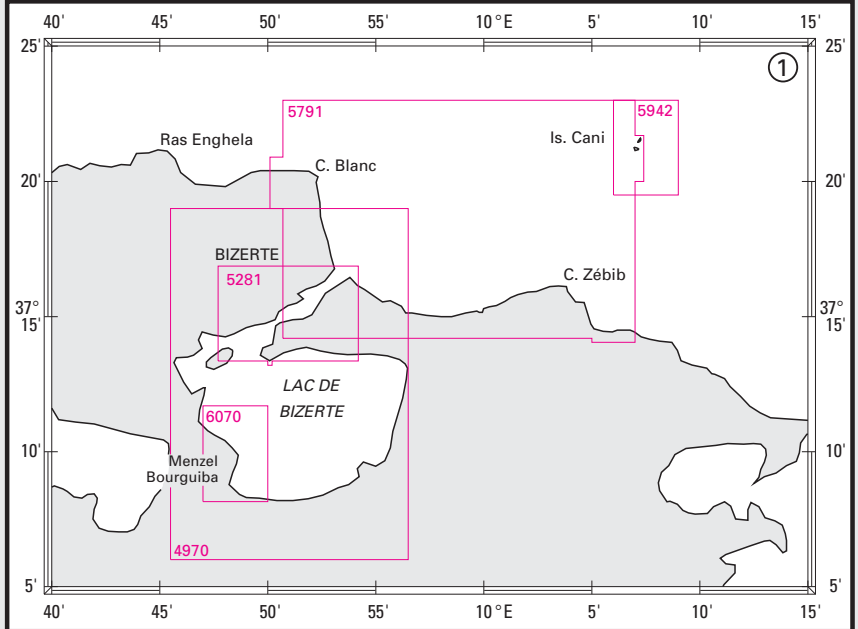 40' 45' 50' 55' 10°E 5' 10' 15'
25' 25'
①
5791 5942
Ras Enghela
Is. Cani
C. Blanc
20' 20'
BIZERTE
5281
C. Zébib
37° 37°
15' 15'
LAC DE
BIZERTE
6070
10' 10'
Menzel
Bourguiba
4970
5' 5'
40' 45' 50' 55' 10°E 5' 10' 15'